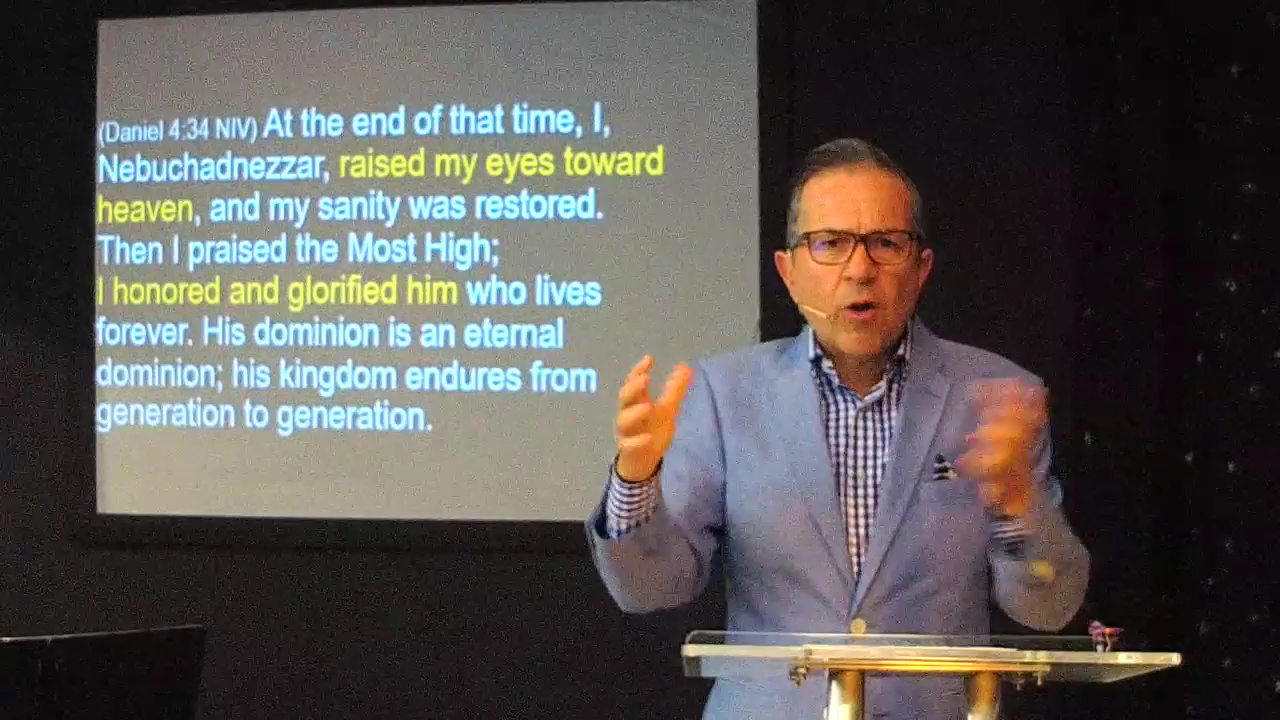 (Daniel 4:34 NIV) At the end of that time, I,
Nebuchadnezzar, raised my eyes toward
heaven, and my sanity was restored.
Then I praised the Most High;
I honored and glorified him who lives
forever. His dominion is an eternal
dominion; his kingdom endures from
generation to generation.